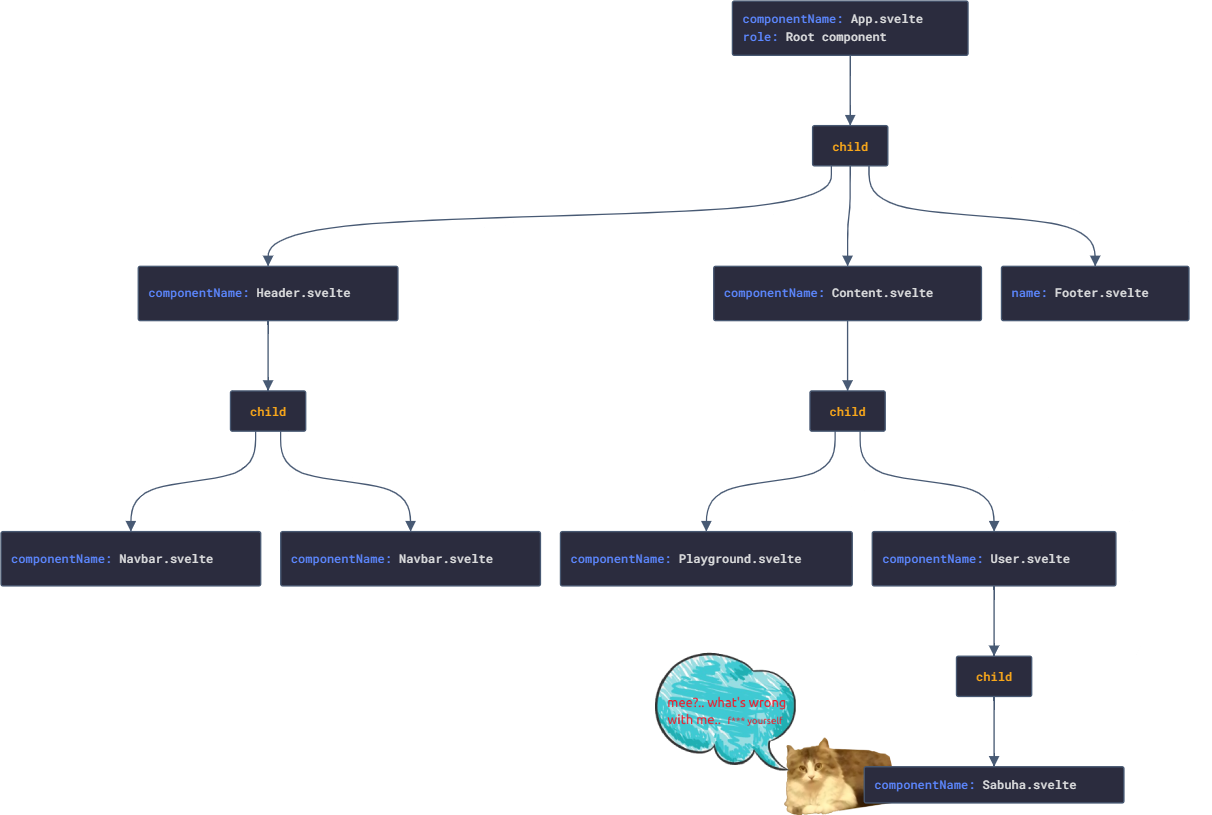 componentName: App.svelte
role: Root component
child
componentName: Header.svelte
componentName: Content.svelte
name: Footer.svelte
child
child
componentName: Navbar.svelte
componentName: Navbar.svelte
componentName: Playground.svelte
componentName: User.svelte
child
mee?.. what's wrong
with me.. f*** yourself
componentName: Sabuha.svelte